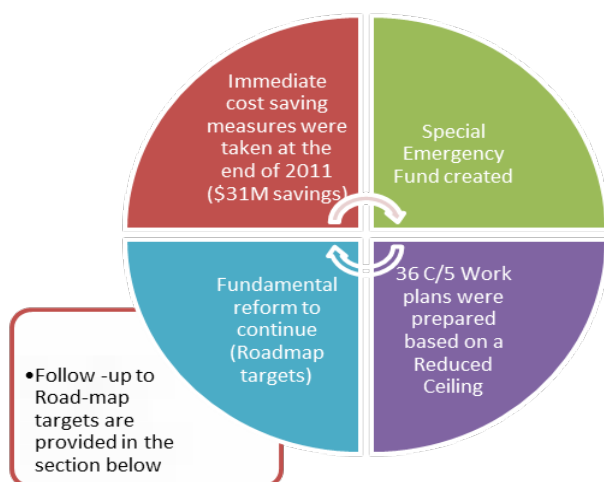 Immediate
cost saving
measures were
taken at the
end of 2011
($31M savings)
Special
Emergency
Fund created
Fundamental
reform to
continue
(Roadmap
targets)
36 C/5 Work
plans were
prepared
based on a
Reduced
Ceiling
•Follow -up to
Road-map
targets are
provided in the
section below